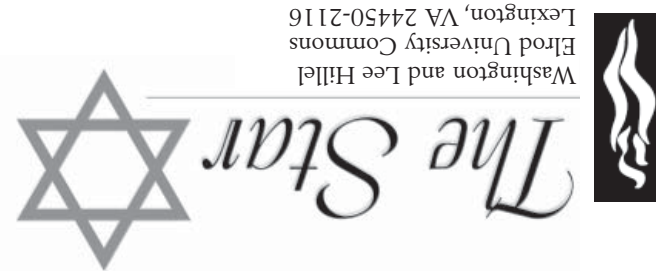 The Star
Washington and Lee Hillel
Elrod University Commons
Lexington, VA 24450-2116